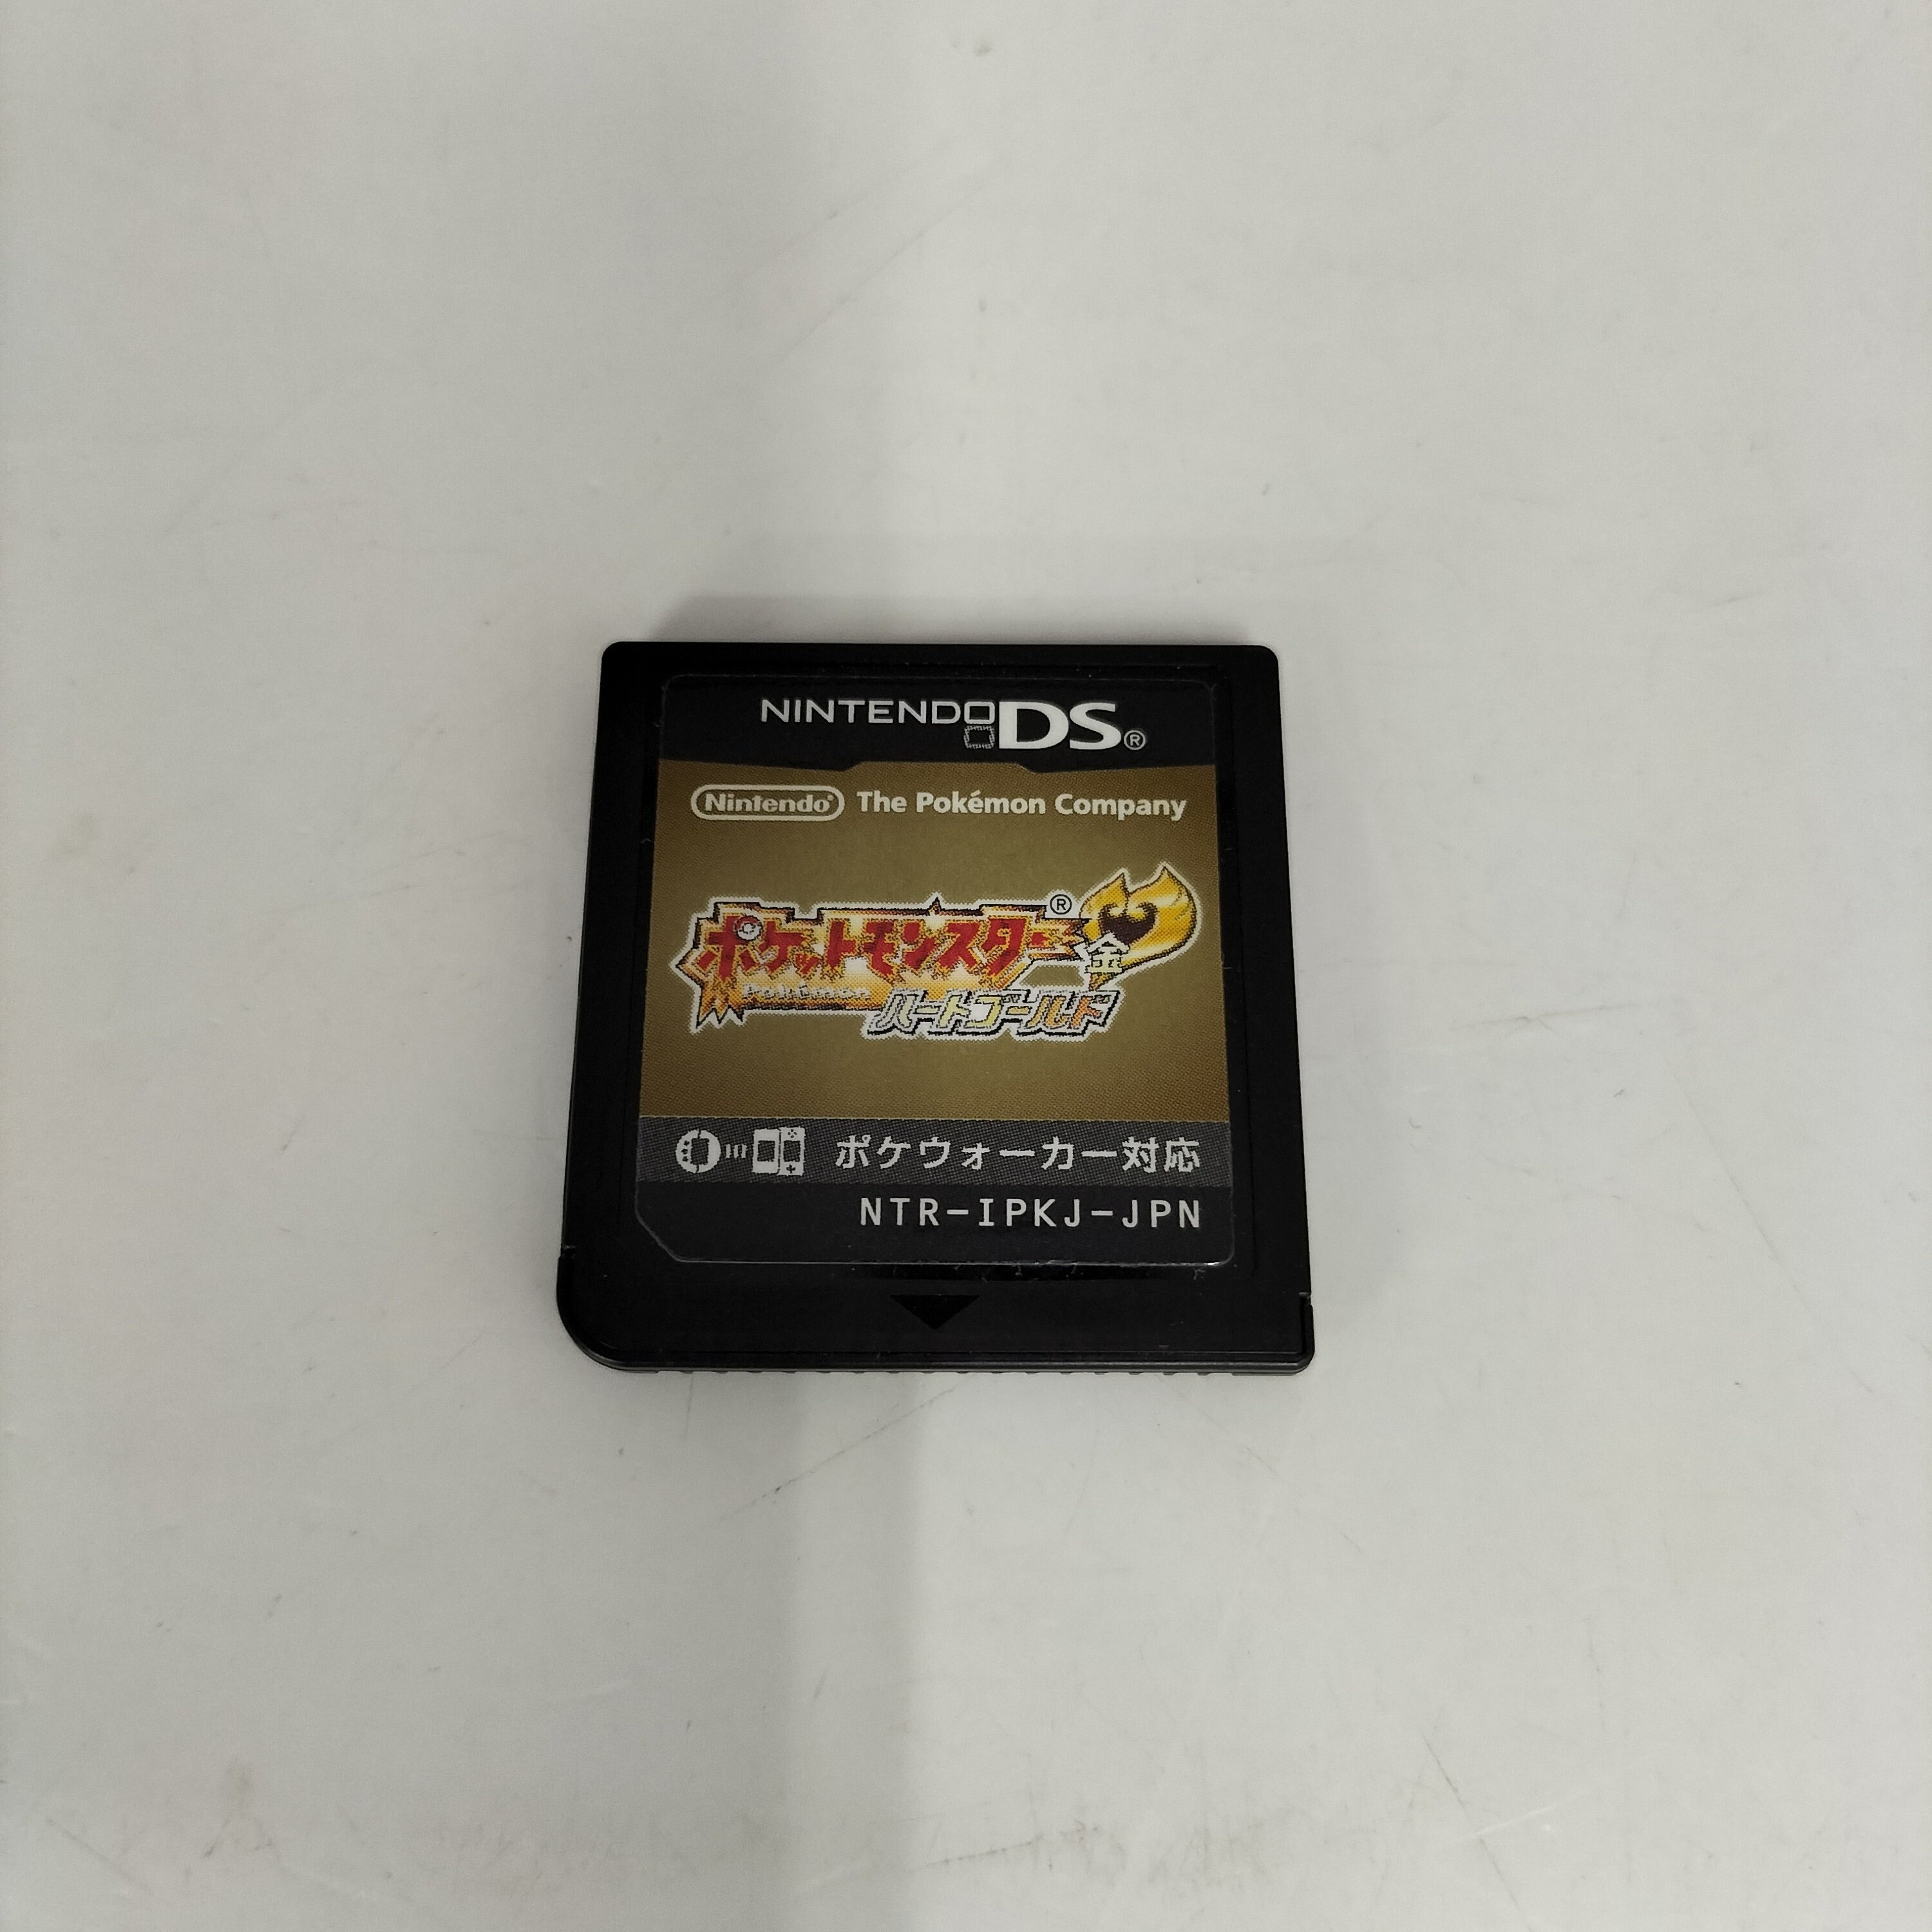 NINTENDO DS®
Nintendo® The Pokémon Company
ポケットモンスター®
金
Pokémon
ハートゴールド
ポケウォーカー対応
NTR-IPKJ-JPN